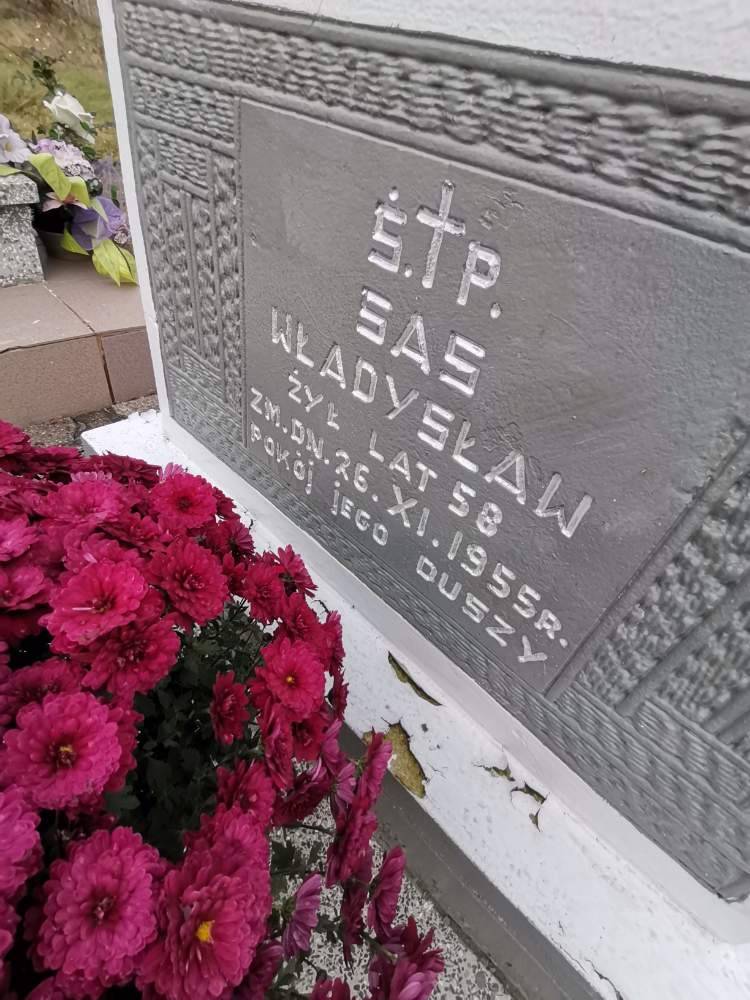 Ś.†P.
SAS
WŁADYSŁAW
ŻYŁ LAT 58
ZM.DN.26.XI.1955R.
POKÓJ JEGO DUSZY